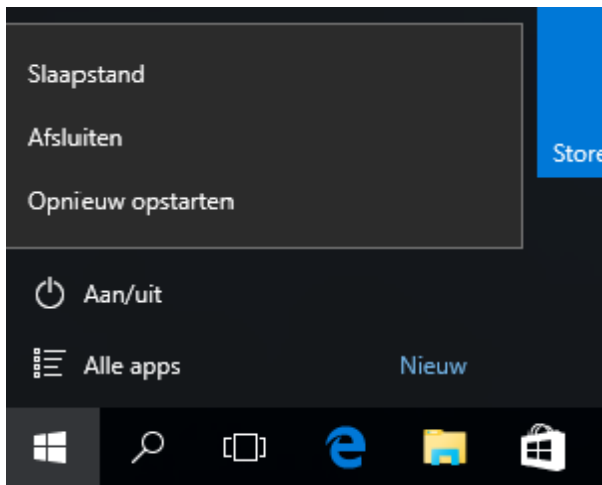 Slaapstand
Afsluiten
Store
Opnieuw opstarten
Aan/uit
Alle apps
Nieuw